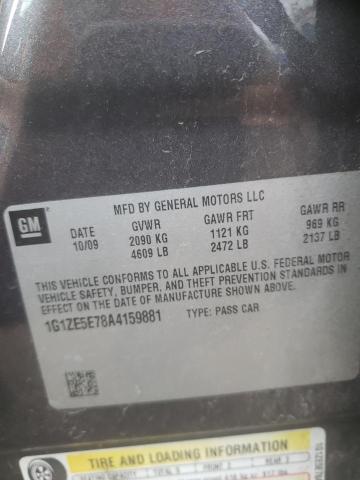 MFD BY GENERAL MOTORS LLC
GM
DATE GVWR GAWR FRT GAWR RR
10/09 2090 KG 1121 KG 969 KG
4609 LB 2472 LB 2137 LB
THIS VEHICLE CONFORMS TO ALL APPLICABLE U.S. FEDERAL MOTOR
VEHICLE SAFETY, BUMPER, AND THEFT PREVENTION STANDARDS IN
EFFECT ON THE DATE OF MANUFACTURE SHOWN ABOVE.
1G1ZE5E78A4159881 TYPE: PASS CAR
TIRE AND LOADING INFORMATION